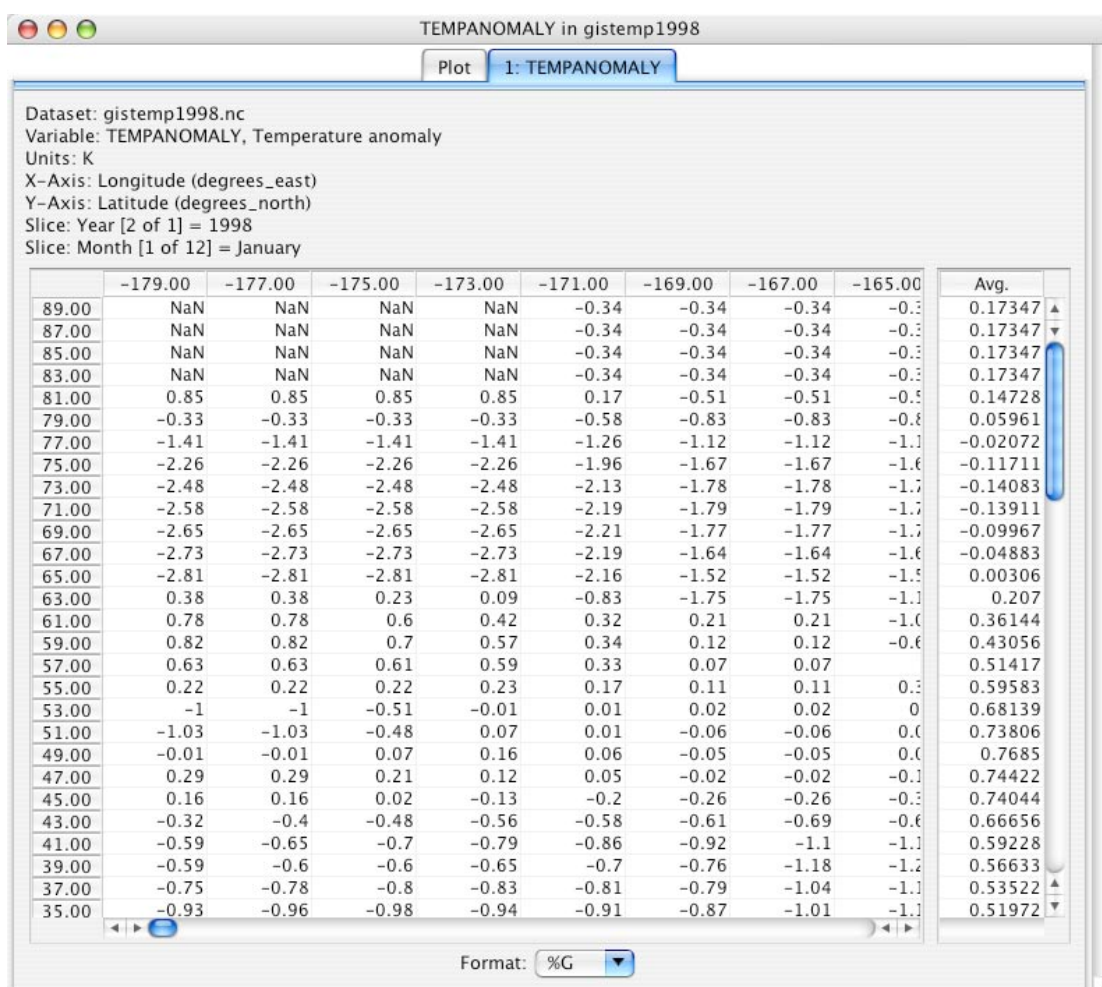 TEMPANOMALY in gistemp1998
Plot 1: TEMPANOMALY
Dataset: gistemp1998.nc
Variable: TEMPANOMALY, Temperature anomaly
Units: K
X-Axis: Longitude (degrees_east)
Y-Axis: Latitude (degrees_north)
Slice: Year [2 of 1] = 1998
Slice: Month [1 of 12] = January
-179.00 -177.00 -175.00 -173.00 -171.00 -169.00 -167.00 -165.00 Avg.
89.00 NaN NaN NaN NaN -0.34 -0.34 -0.34 0.17347
87.00 NaN NaN NaN NaN -0.34 -0.34 -0.34 0.17347
85.00 NaN NaN NaN NaN -0.34 -0.34 -0.34 0.17347
83.00 NaN NaN NaN NaN -0.34 -0.34 -0.34 0.17347
81.00 0.85 0.85 0.85 0.85 0.17 -0.51 -0.51 0.14728
79.00 -0.33 -0.33 -0.33 -0.33 -0.58 -0.83 -0.83 0.05961
77.00 -1.41 -1.41 -1.41 -1.41 -1.26 -1.12 -1.12 -0.02072
75.00 -2.26 -2.26 -2.26 -2.26 -1.96 -1.67 -1.67 -0.11711
73.00 -2.48 -2.48 -2.48 -2.48 -2.13 -1.78 -1.78 -0.14083
71.00 -2.58 -2.58 -2.58 -2.58 -2.19 -1.79 -1.79 -0.13911
69.00 -2.65 -2.65 -2.65 -2.65 -2.21 -1.77 -1.77 -0.09967
67.00 -2.73 -2.73 -2.73 -2.73 -2.19 -1.64 -1.64 -0.04883
65.00 -2.81 -2.81 -2.81 -2.81 -2.16 -1.52 -1.52 0.00306
63.00 0.38 0.38 0.23 0.09 -0.83 -1.75 -1.75 0.207
61.00 0.78 0.78 0.6 0.42 0.32 0.21 0.21 0.36144
59.00 0.82 0.82 0.7 0.57 0.34 0.12 0.12 0.43056
57.00 0.63 0.63 0.61 0.59 0.33 0.07 0.07 0.51417
55.00 0.22 0.22 0.22 0.23 0.17 0.11 0.11 0.59583
53.00 -1 -1 -0.51 -0.01 0.01 0.02 0.02 0.68139
51.00 -1.03 -1.03 -0.48 0.07 0.01 -0.06 -0.06 0.73806
49.00 -0.01 -0.01 0.07 0.16 0.06 -0.05 -0.05 0.7685
47.00 0.29 0.29 0.21 0.12 0.05 -0.02 -0.02 0.74422
45.00 0.16 0.16 0.02 -0.13 -0.2 -0.26 -0.26 0.74044
43.00 -0.32 -0.4 -0.48 -0.56 -0.58 -0.61 -0.69 0.66656
41.00 -0.59 -0.65 -0.7 -0.79 -0.86 -0.92 -1.1 0.59228
39.00 -0.59 -0.6 -0.6 -0.65 -0.7 -0.76 -1.18 0.56633
37.00 -0.75 -0.78 -0.8 -0.83 -0.81 -0.79 -1.04 0.53522
35.00 -0.93 -0.96 -0.98 -0.94 -0.91 -0.87 -1.01 0.51972
Format: %G